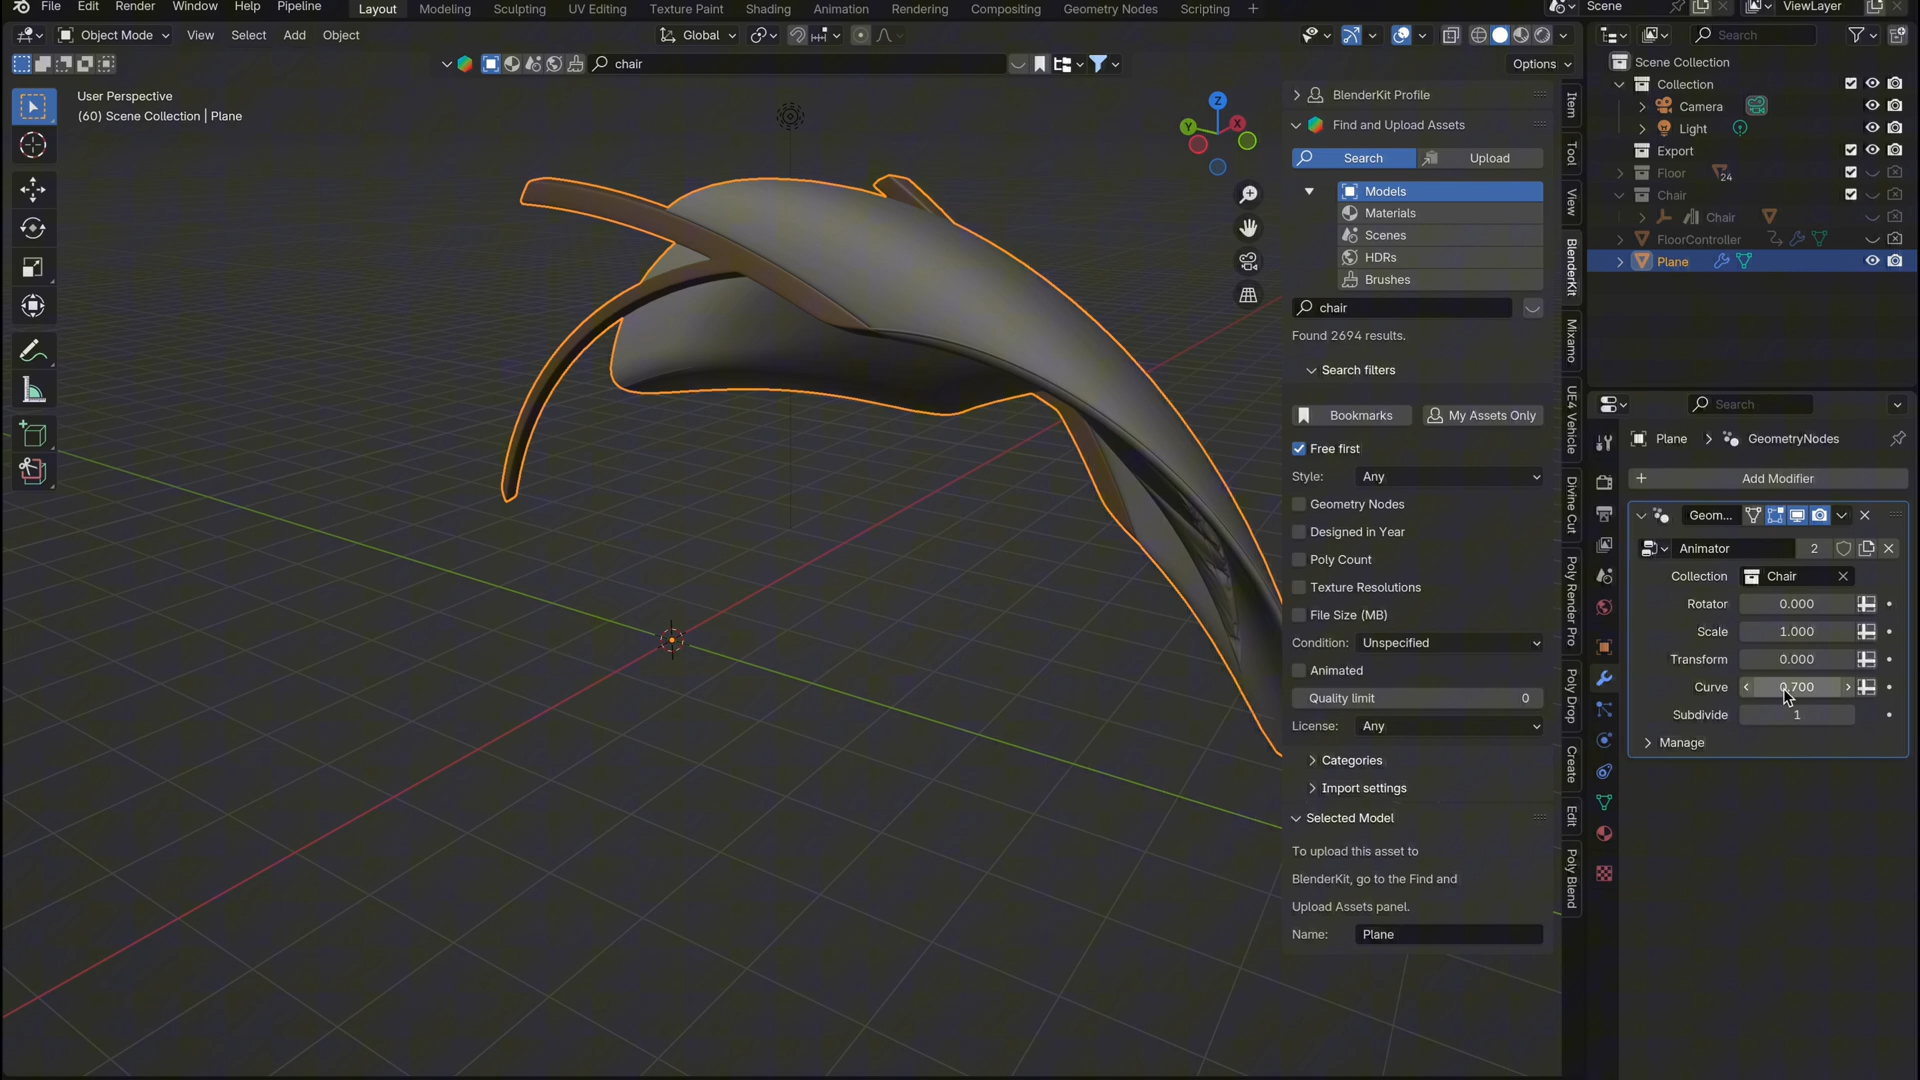 File Edit Render Window Help Pipeline Layout Modeling Sculpting UV Editing Texture Paint Shading Animation Rendering Compositing Geometry Nodes Scripting + Scene ViewLayer
Object Mode View Select Add Object Global Search
chair Options
User Perspective
(60) Scene Collection | Plane
Z
Y
X
BlenderKit Profile
Find and Upload Assets
Search Upload
Models
Materials
Scenes
HDRs
Brushes
chair
Found 2694 results.
Search filters
Bookmarks My Assets Only
Free first
Style: Any
Geometry Nodes
Designed in Year
Poly Count
Texture Resolutions
File Size (MB)
Condition: Unspecified
Animated
Quality limit 0
License: Any
Categories
Import settings
Selected Model
To upload this asset to
BlenderKit, go to the Find and
Upload Assets panel.
Name: Plane
Item
Tool
View
BlenderKit
Mixamo
UE4 Vehicle
Divine Cut
Poly Render Pro
Poly Drop
Create
Edit
Poly Blend
Scene Collection
Collection
Camera
Light
Export
Floor 24
Chair
Chair
FloorController
Plane
Search
Plane > GeometryNodes
+ Add Modifier
Geom...
Animator 2
Collection Chair
Rotator 0.000
Scale 1.000
Transform 0.000
Curve 0.700
Subdivide 1
Manage